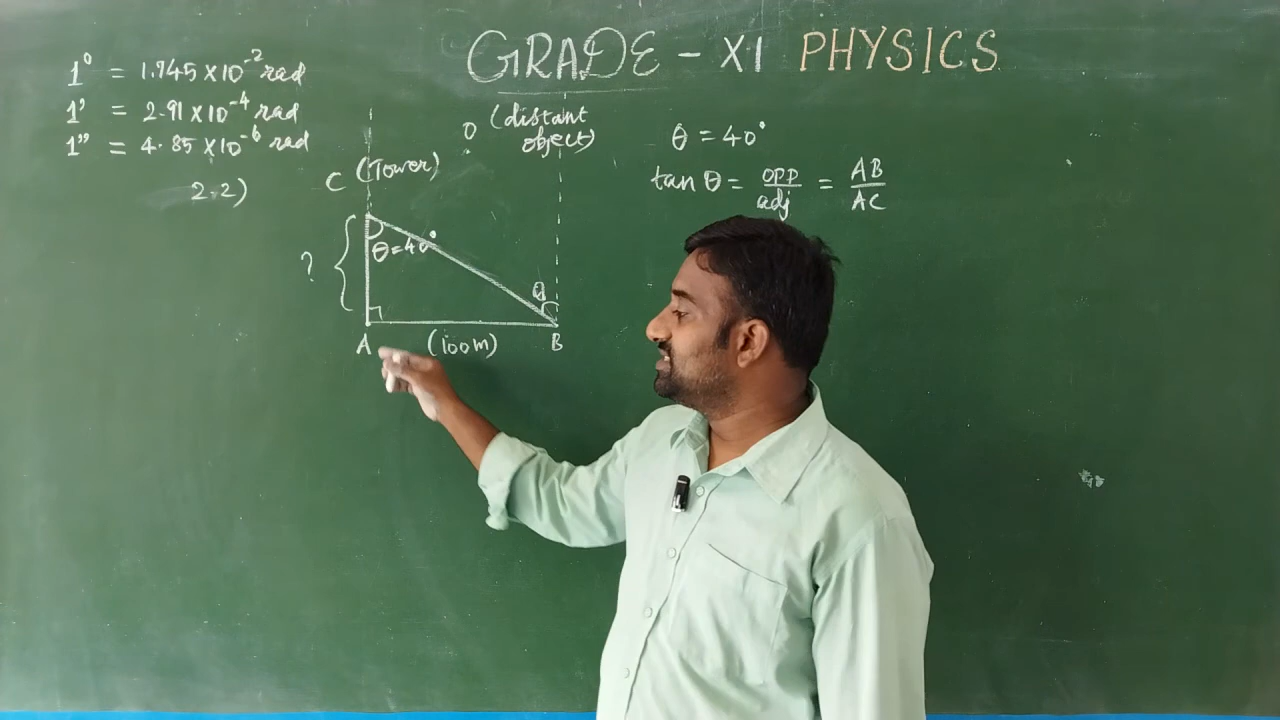 GRADE - XI PHYSICS
1° = 1.745 × 10⁻² rad
1' = 2.91 × 10⁻⁴ rad
1" = 4.85 × 10⁻⁶ rad
2.2)
O (distant
object)
C (Tower)
θ = 40°
?
θ
A (100m) B
θ = 40°
tan θ = opp/adj = AB/AC